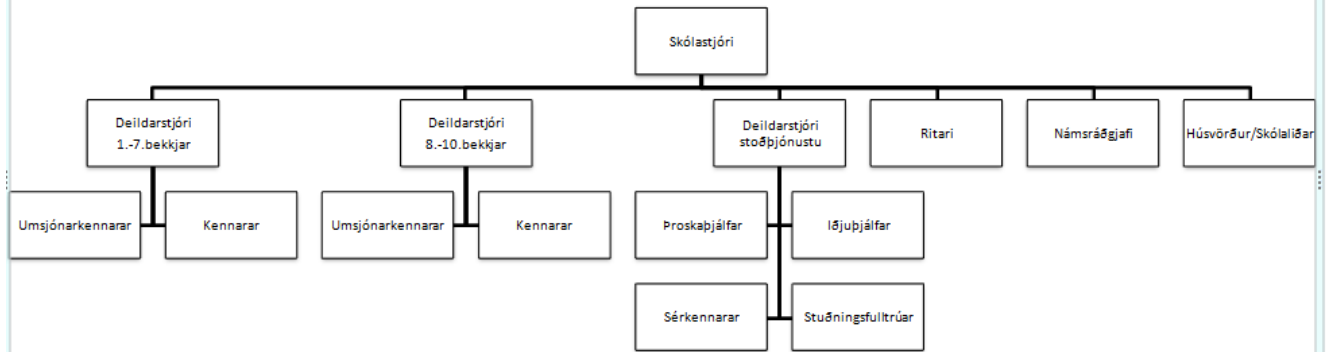 Skólastjóri
Deildarstjóri
1.-7.bekkjar
Deildarstjóri
8.-10.bekkjar
Deildarstjóri
stoðþjónustu
Ritari
Námsráðgjafi
Húsvörður/Skólaliðar
Umsjónarkennarar
Kennarar
Umsjónarkennarar
Kennarar
Þroskaþjálfar
Iðjuþjálfar
Sérkennarar
Stuðningsfulltrúar